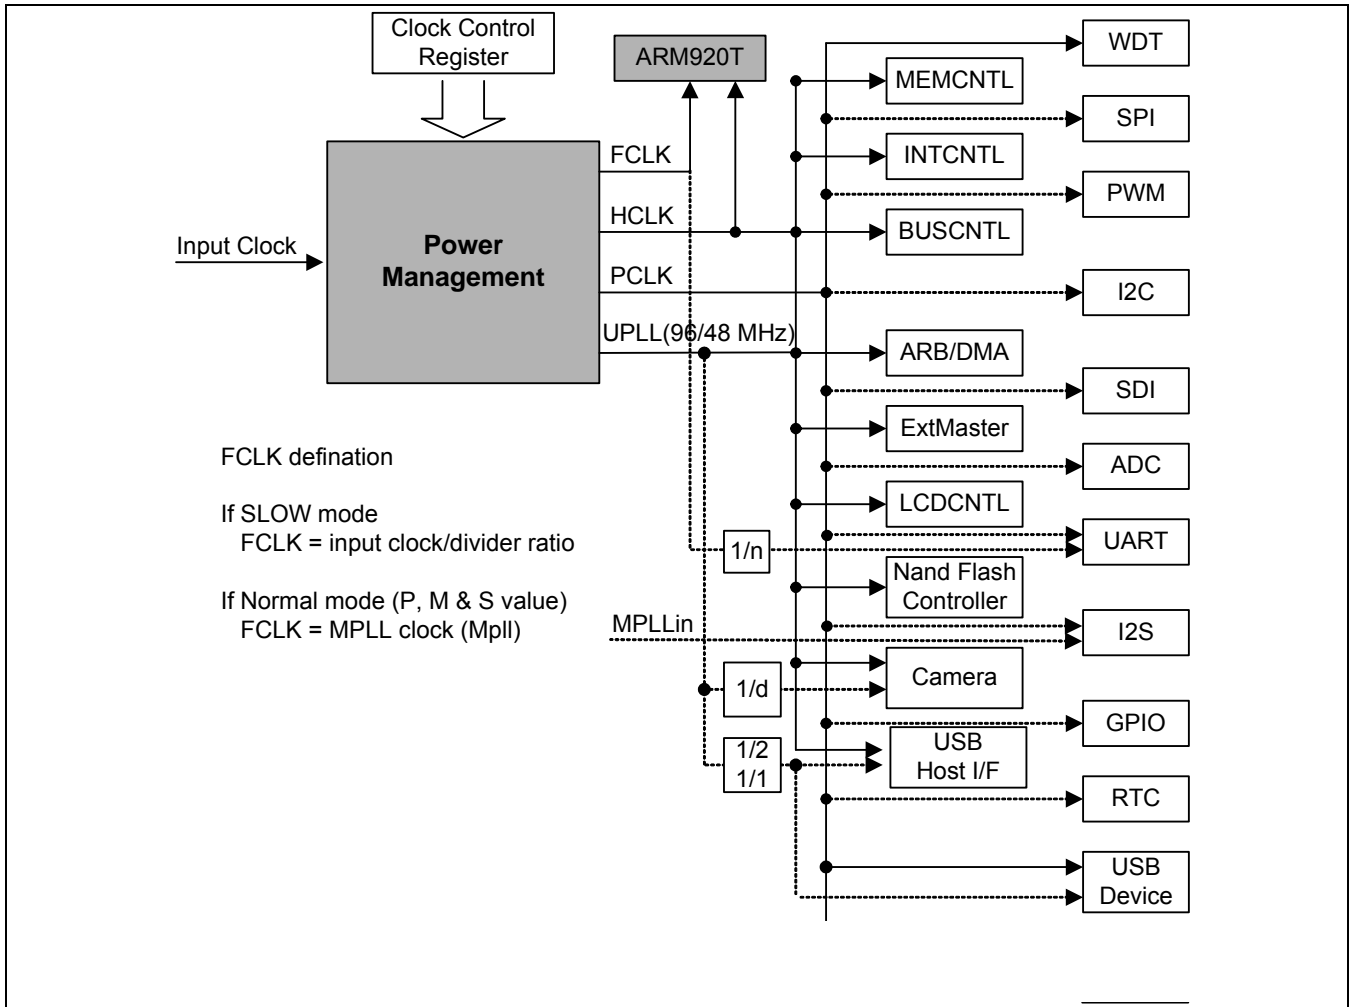 Clock Control
Register
ARM920T
WDT
MEMCNTL
SPI
FCLK
INTCNTL
PWM
HCLK
BUSCNTL
Input Clock
Power
Management
PCLK
I2C
UPLL(96/48 MHz)
ARB/DMA
SDI
ExtMaster
FCLK defination
ADC
LCDCNTL
If SLOW mode
FCLK = input clock/divider ratio
1/n
UART
Nand Flash
Controller
If Normal mode (P, M & S value)
FCLK = MPLL clock (Mpll)
MPLLin
I2S
1/d
Camera
GPIO
1/2
1/1
USB
Host I/F
RTC
USB
Device